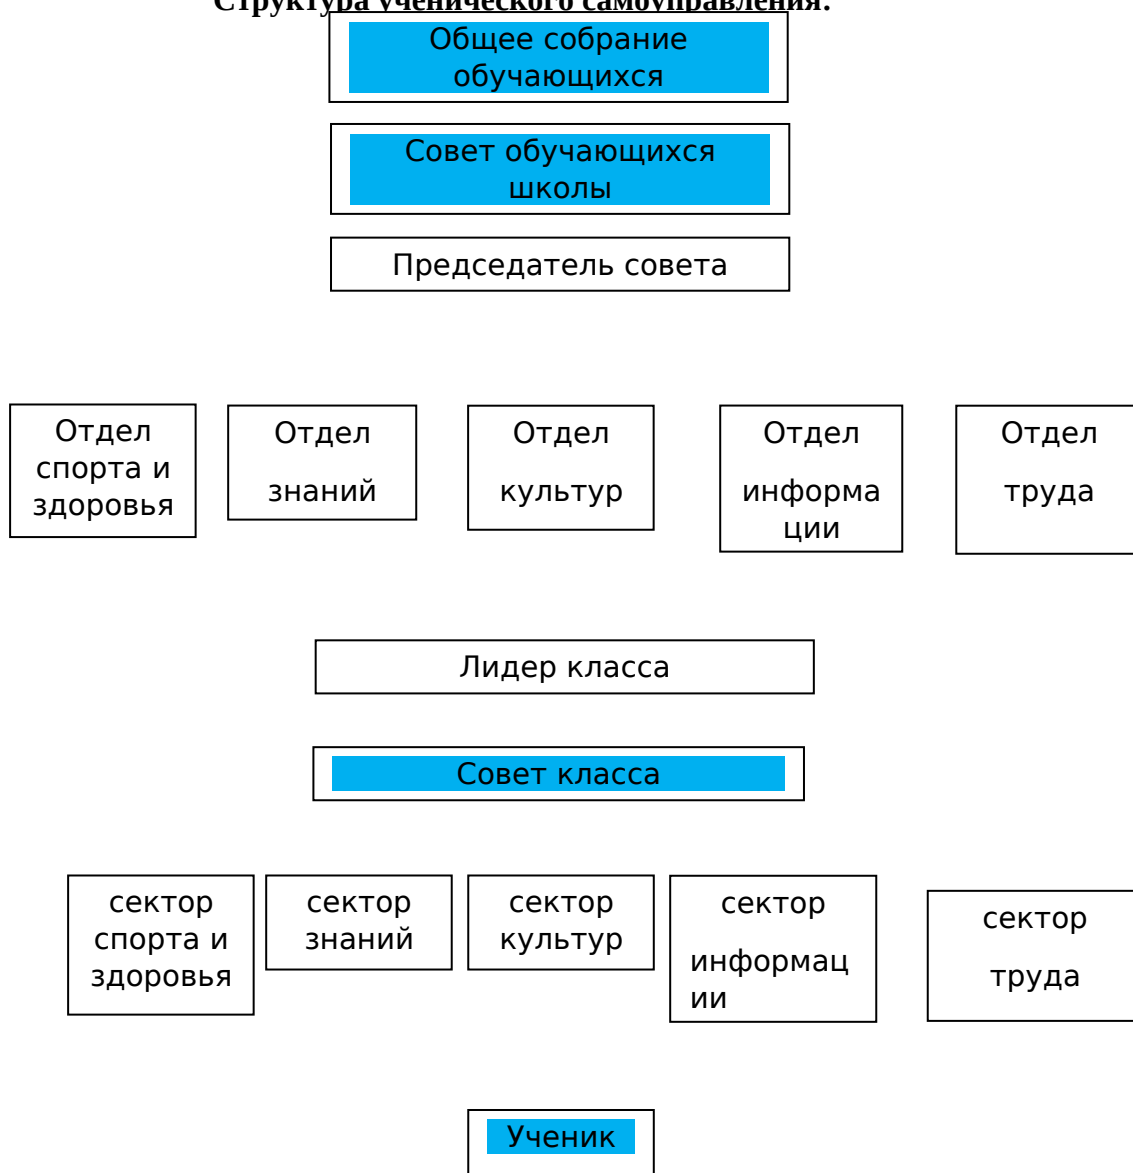 Структура ученического самоуправления.
Общее собрание
обучающихся
Совет обучающихся
школы
Председатель совета
Отдел
спорта и
здоровья
Отдел
знаний
Отдел
культур
Отдел
информа
ции
Отдел
труда
Лидер класса
Совет класса
сектор
спорта и
здоровья
сектор
знаний
сектор
культур
сектор
информац
ии
сектор
труда
Ученик